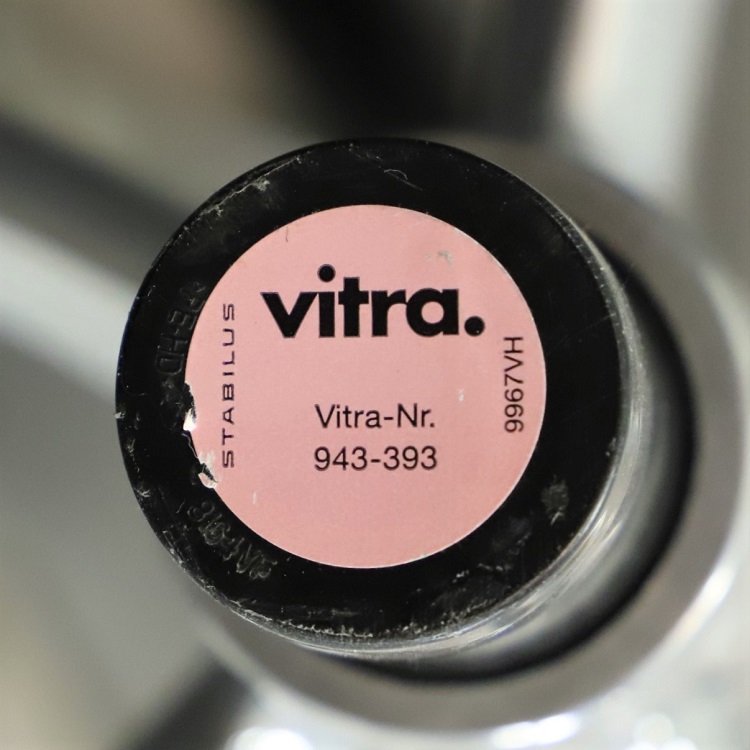 vitra.
Vitra-Nr.
943-393
STABILUS
9967VH